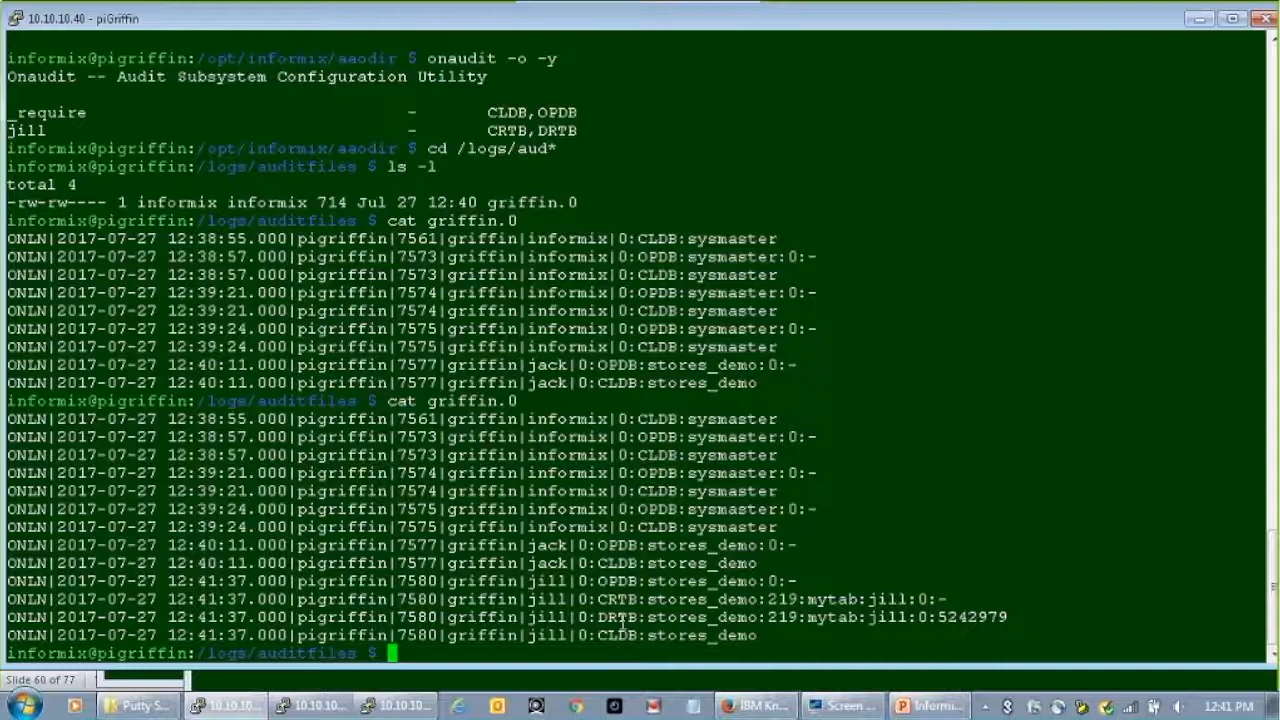 10.10.10.40 - piGriffin
informix@pigriffin:/opt/informix/aaodir $ onaudit -o -y
Onaudit -- Audit Subsystem Configuration Utility
_require - CLDB,OPDB
jill - CRTB,DRTB
informix@pigriffin:/opt/informix/aaodir $ cd /logs/aud*
informix@pigriffin:/logs/auditfiles $ ls -l
total 4
-rw-rw---- 1 informix informix 714 Jul 27 12:40 griffin.0
informix@pigriffin:/logs/auditfiles $ cat griffin.0
ONLN|2017-07-27 12:38:55.000|pigriffin|7561|griffin|informix|0:CLDB:sysmaster
ONLN|2017-07-27 12:38:57.000|pigriffin|7573|griffin|informix|0:OPDB:sysmaster:0:-
ONLN|2017-07-27 12:38:57.000|pigriffin|7573|griffin|informix|0:CLDB:sysmaster
ONLN|2017-07-27 12:39:21.000|pigriffin|7574|griffin|informix|0:OPDB:sysmaster:0:-
ONLN|2017-07-27 12:39:21.000|pigriffin|7574|griffin|informix|0:CLDB:sysmaster
ONLN|2017-07-27 12:39:24.000|pigriffin|7575|griffin|informix|0:OPDB:sysmaster:0:-
ONLN|2017-07-27 12:39:24.000|pigriffin|7575|griffin|informix|0:CLDB:sysmaster
ONLN|2017-07-27 12:40:11.000|pigriffin|7577|griffin|jack|0:OPDB:stores_demo:0:-
ONLN|2017-07-27 12:40:11.000|pigriffin|7577|griffin|jack|0:CLDB:stores_demo
informix@pigriffin:/logs/auditfiles $ cat griffin.0
ONLN|2017-07-27 12:38:55.000|pigriffin|7561|griffin|informix|0:CLDB:sysmaster
ONLN|2017-07-27 12:38:57.000|pigriffin|7573|griffin|informix|0:OPDB:sysmaster:0:-
ONLN|2017-07-27 12:38:57.000|pigriffin|7573|griffin|informix|0:CLDB:sysmaster
ONLN|2017-07-27 12:39:21.000|pigriffin|7574|griffin|informix|0:OPDB:sysmaster:0:-
ONLN|2017-07-27 12:39:21.000|pigriffin|7574|griffin|informix|0:CLDB:sysmaster
ONLN|2017-07-27 12:39:24.000|pigriffin|7575|griffin|informix|0:OPDB:sysmaster:0:-
ONLN|2017-07-27 12:39:24.000|pigriffin|7575|griffin|informix|0:CLDB:sysmaster
ONLN|2017-07-27 12:40:11.000|pigriffin|7577|griffin|jack|0:OPDB:stores_demo:0:-
ONLN|2017-07-27 12:40:11.000|pigriffin|7577|griffin|jack|0:CLDB:stores_demo
ONLN|2017-07-27 12:41:37.000|pigriffin|7580|griffin|jill|0:OPDB:stores_demo:0:-
ONLN|2017-07-27 12:41:37.000|pigriffin|7580|griffin|jill|0:CRTB:stores_demo:219:mytab:jill:0:-
ONLN|2017-07-27 12:41:37.000|pigriffin|7580|griffin|jill|0:DRTB:stores_demo:219:mytab:jill:0:5242979
ONLN|2017-07-27 12:41:37.000|pigriffin|7580|griffin|jill|0:CLDB:stores_demo
informix@pigriffin:/logs/auditfiles $
Slide 60 of 77
Putty S... 10.10.10... 10.10.10... 10.10.10... IBM Kn... Screen ... Informi... 12:41 PM